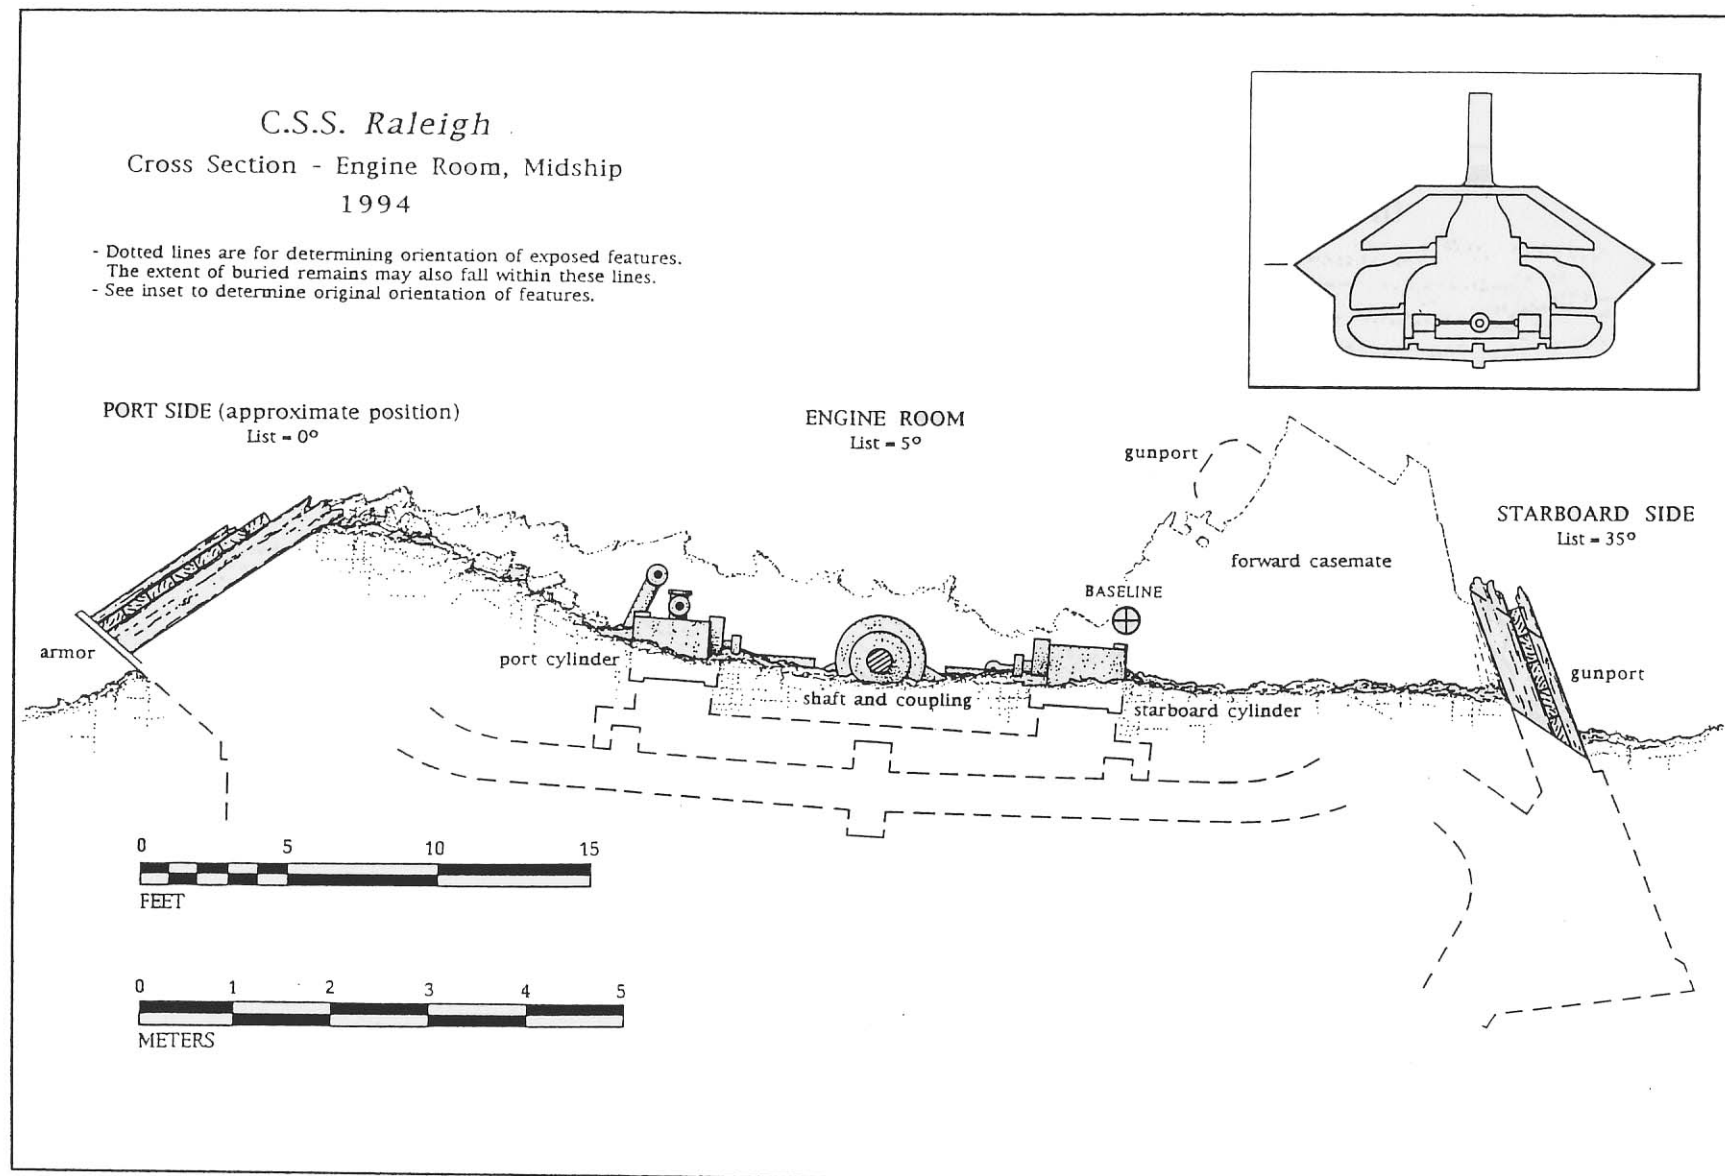 C.S.S. Raleigh
Cross Section - Engine Room, Midship
1994
- Dotted lines are for determining orientation of exposed features.
The extent of buried remains may also fall within these lines.
- See inset to determine original orientation of features.
PORT SIDE (approximate position)
List = 0°
ENGINE ROOM
List = 5°
gunport
STARBOARD SIDE
List = 35°
forward casemate
BASELINE
armor
port cylinder
shaft and coupling
starboard cylinder
gunport
0 5 10 15
FEET
0 1 2 3 4 5
METERS